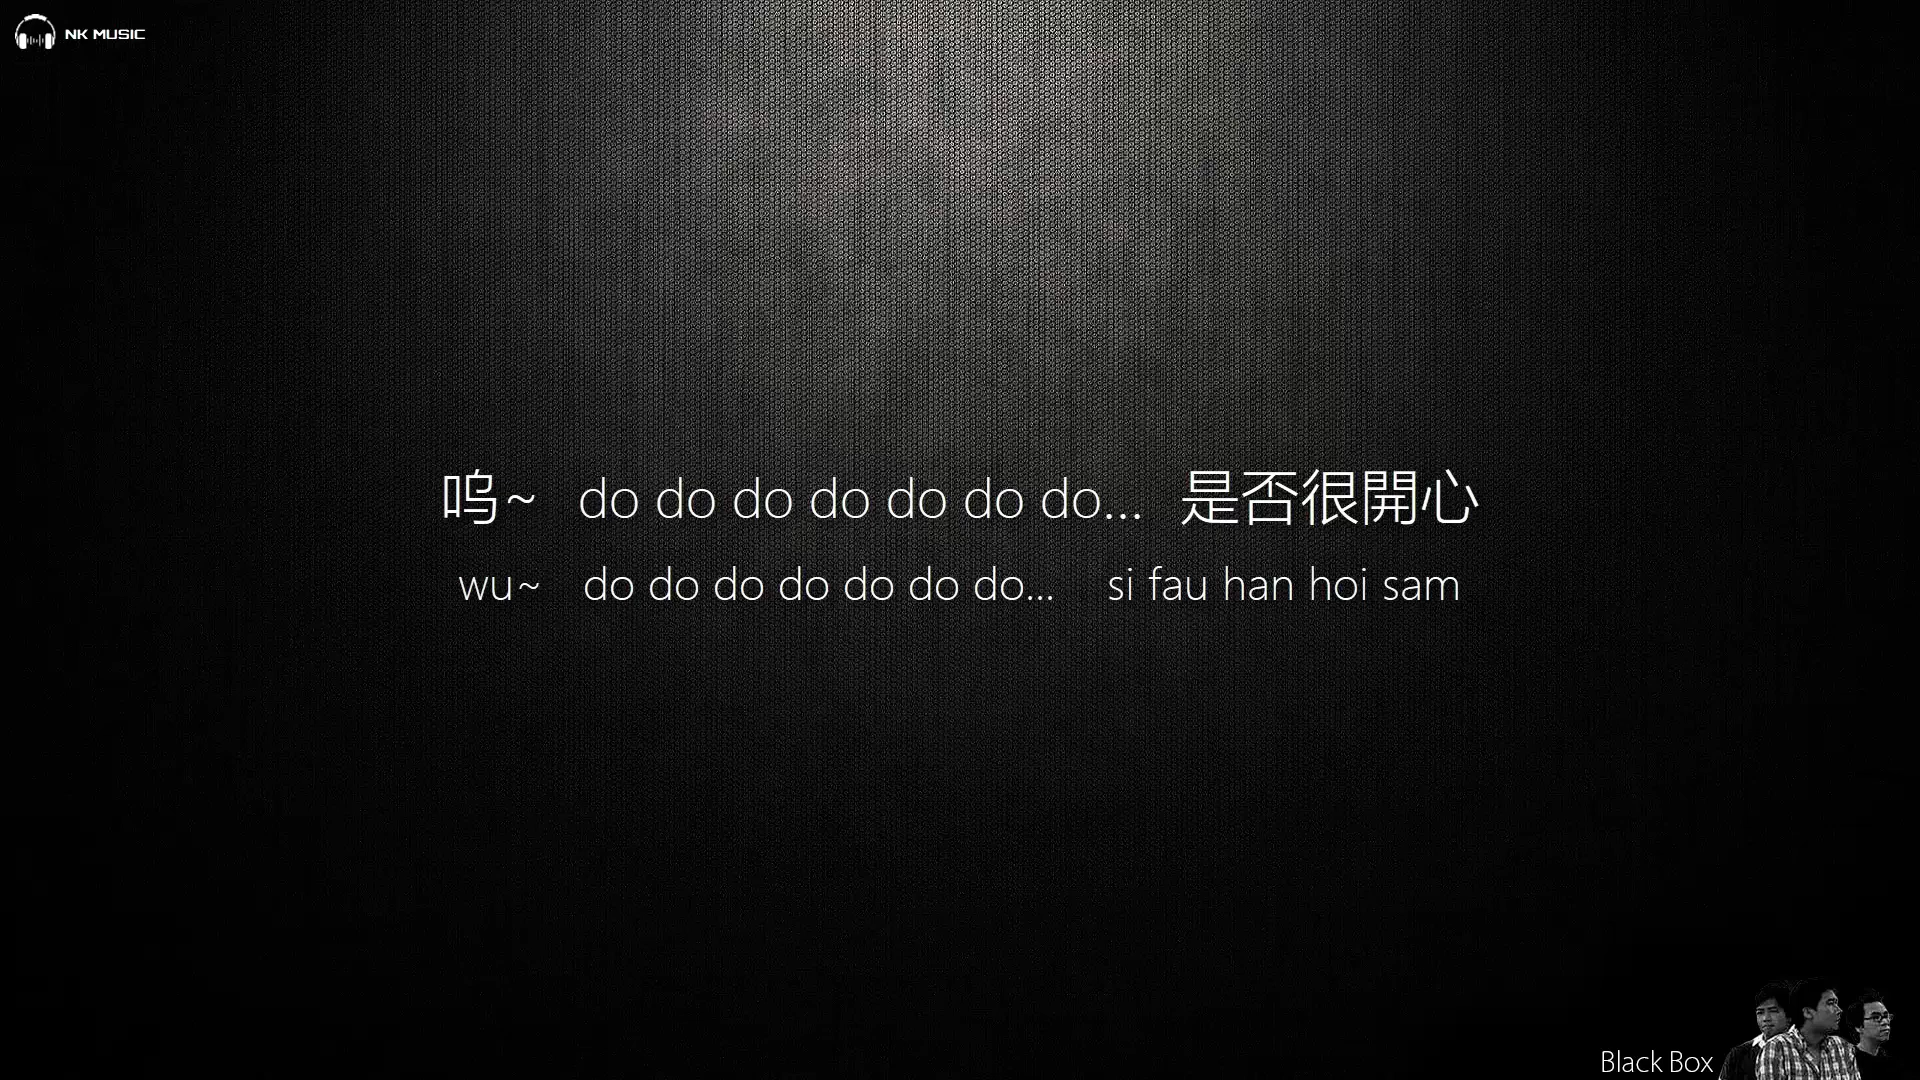 NK MUSIC
呜~ do do do do do do do... 是否很開心
wu~ do do do do do do do... si fau han hoi sam
Black Box